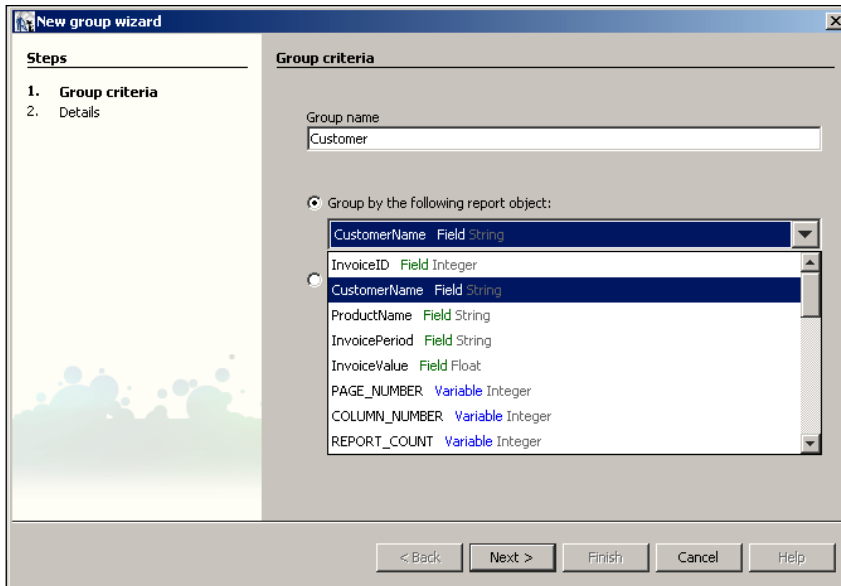 New group wizard
Steps
1. Group criteria
2. Details
Group criteria
Group name
Customer
Group by the following report object:
CustomerName Field String
InvoiceID Field Integer
CustomerName Field String
ProductName Field String
InvoicePeriod Field String
InvoiceValue Field Float
PAGE_NUMBER Variable Integer
COLUMN_NUMBER Variable Integer
REPORT_COUNT Variable Integer
< Back Next > Finish Cancel Help